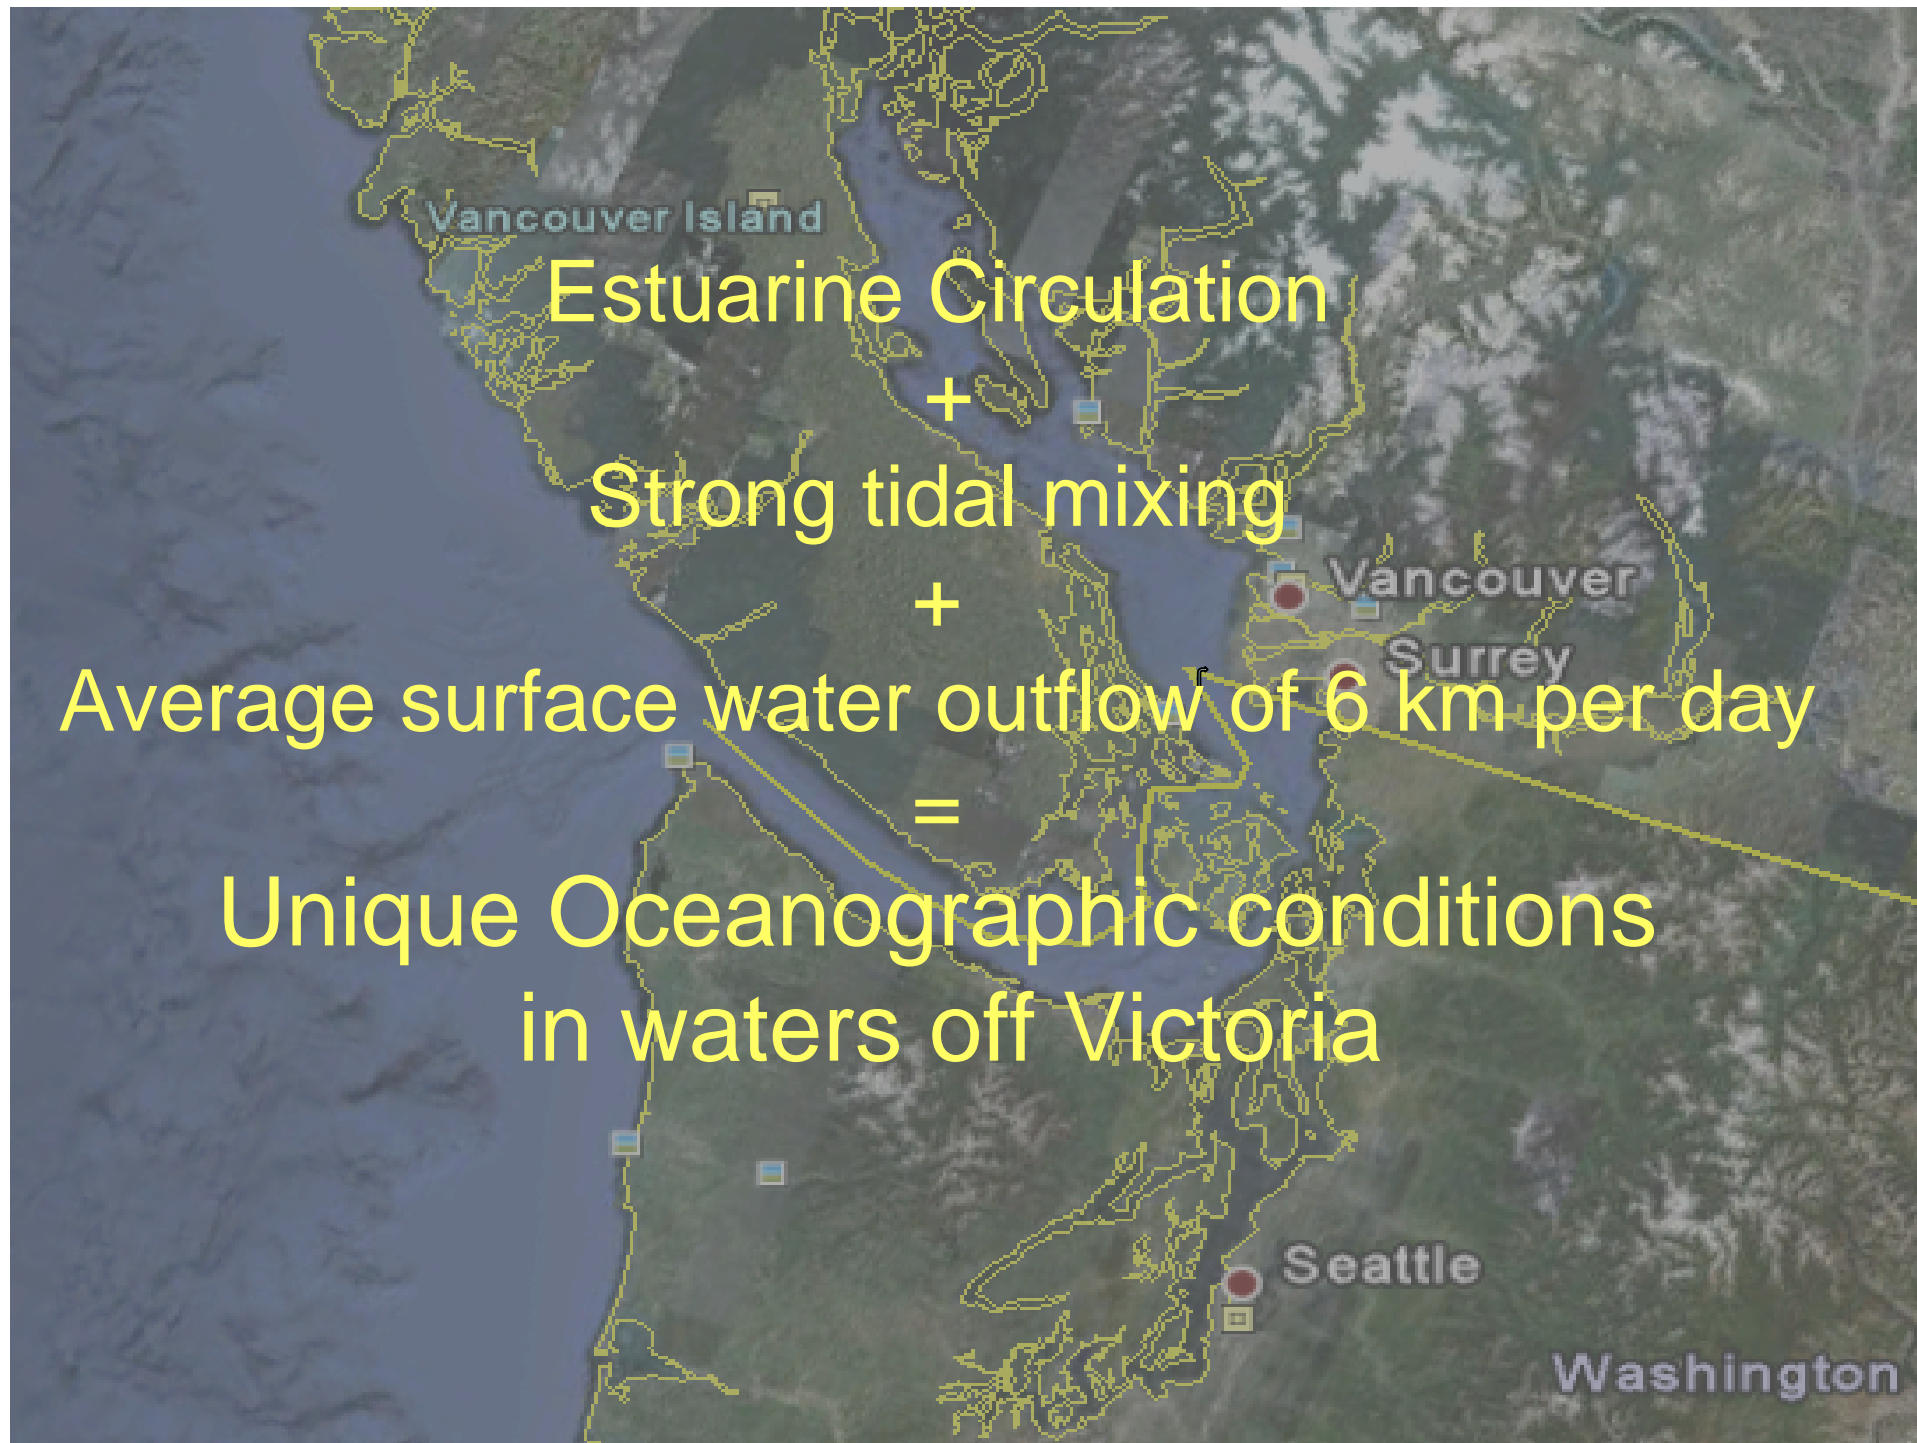 Vancouver Island
Estuarine Circulation
+
Strong tidal mixing
+
Vancouver
Surrey
Average surface water outflow of 6 km per day
=
Unique Oceanographic conditions
in waters off Victoria
Seattle
Washington